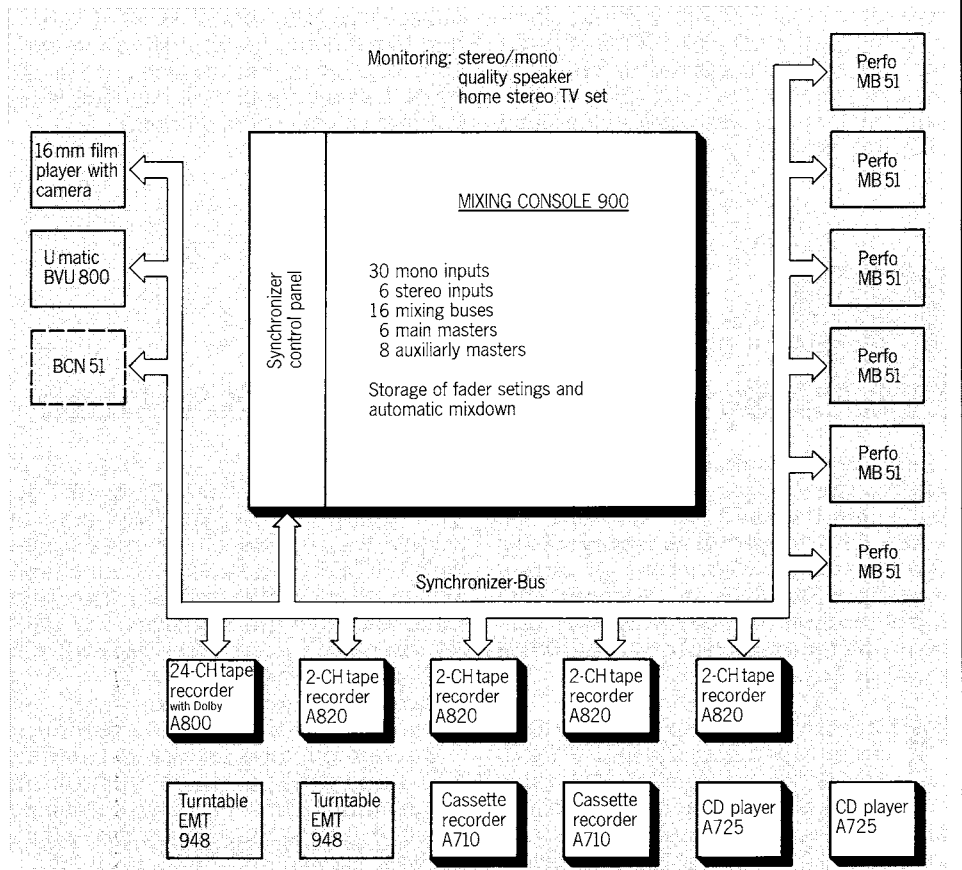 Monitoring: stereo/mono
quality speaker
home stereo TV set
16 mm film
player with
camera
U matic
BVU 800
BCN 51
Synchronizer
control panel
MIXING CONSOLE 900
30 mono inputs
6 stereo inputs
16 mixing buses
6 main masters
8 auxiliarly masters
Storage of fader setings and
automatic mixdown
Perfo
MB 51
Perfo
MB 51
Perfo
MB 51
Perfo
MB 51
Perfo
MB 51
Perfo
MB 51
Synchronizer-Bus
24-CH tape
recorder
with Dolby
A800
2-CH tape
recorder
A820
2-CH tape
recorder
A820
2-CH tape
recorder
A820
2-CH tape
recorder
A820
Turntable
EMT
948
Turntable
EMT
948
Cassette
recorder
A710
Cassette
recorder
A710
CD player
A725
CD player
A725